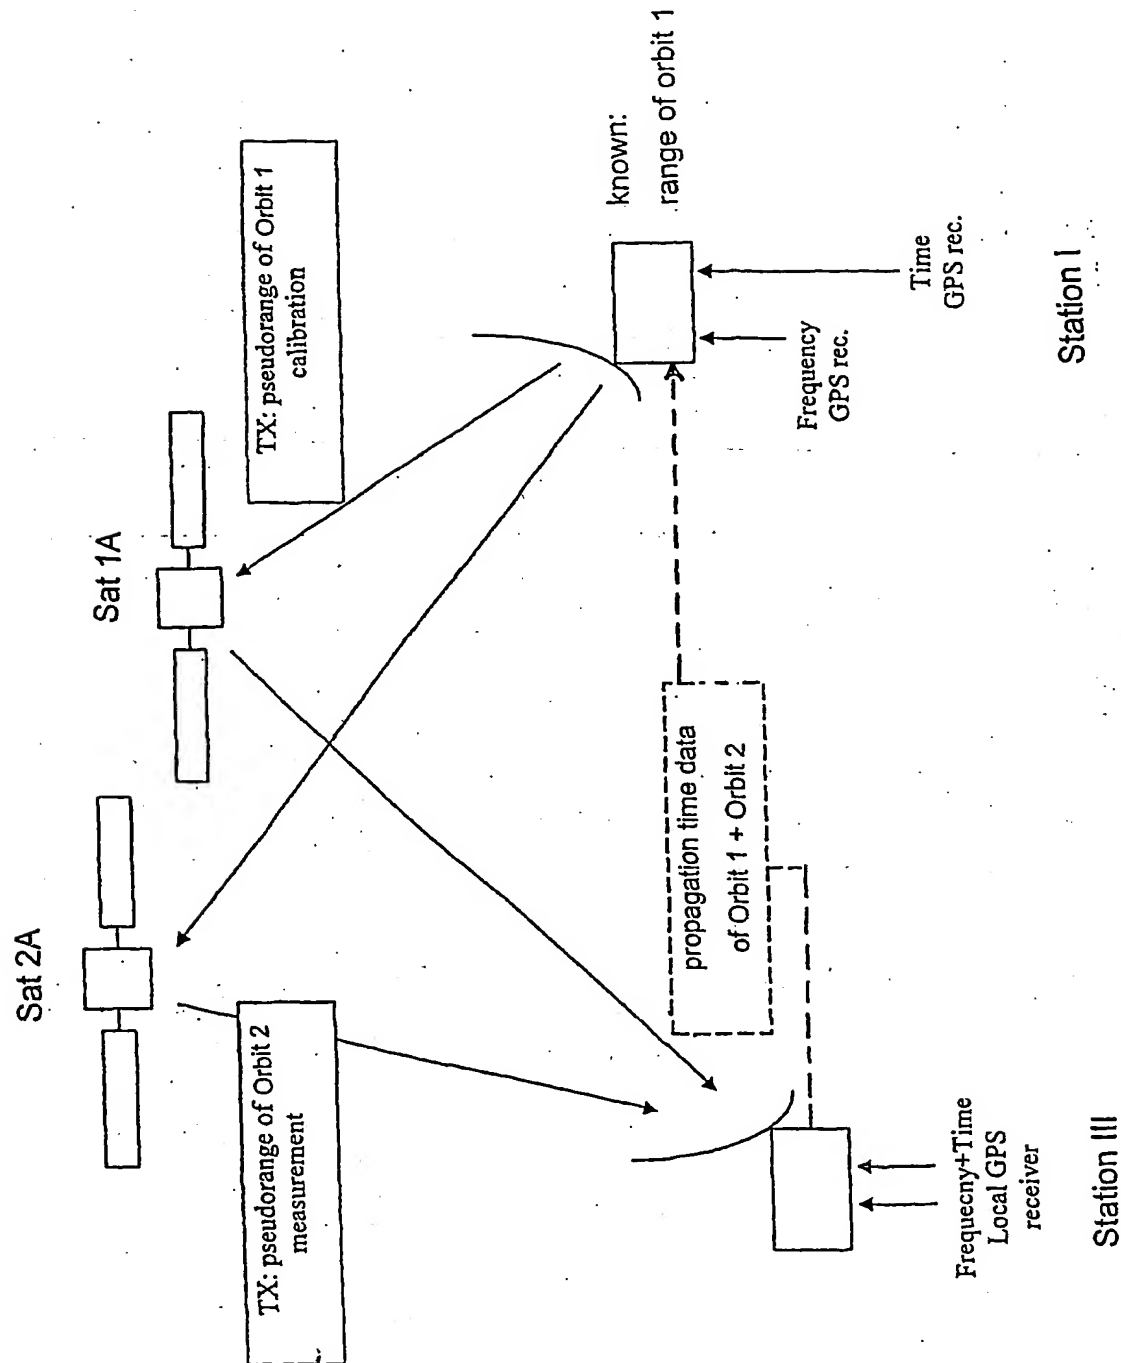 Sat 2A
Sat 1A
TX: pseudorange of Orbit 2
measurement
TX: pseudorange of Orbit 1
calibration
propagation time data
of Orbit 1 + Orbit 2
known:
range of orbit 1
Frequecny+Time
Local GPS
receiver
Frequency
GPS rec.
Time
GPS rec.
Station III
Station I